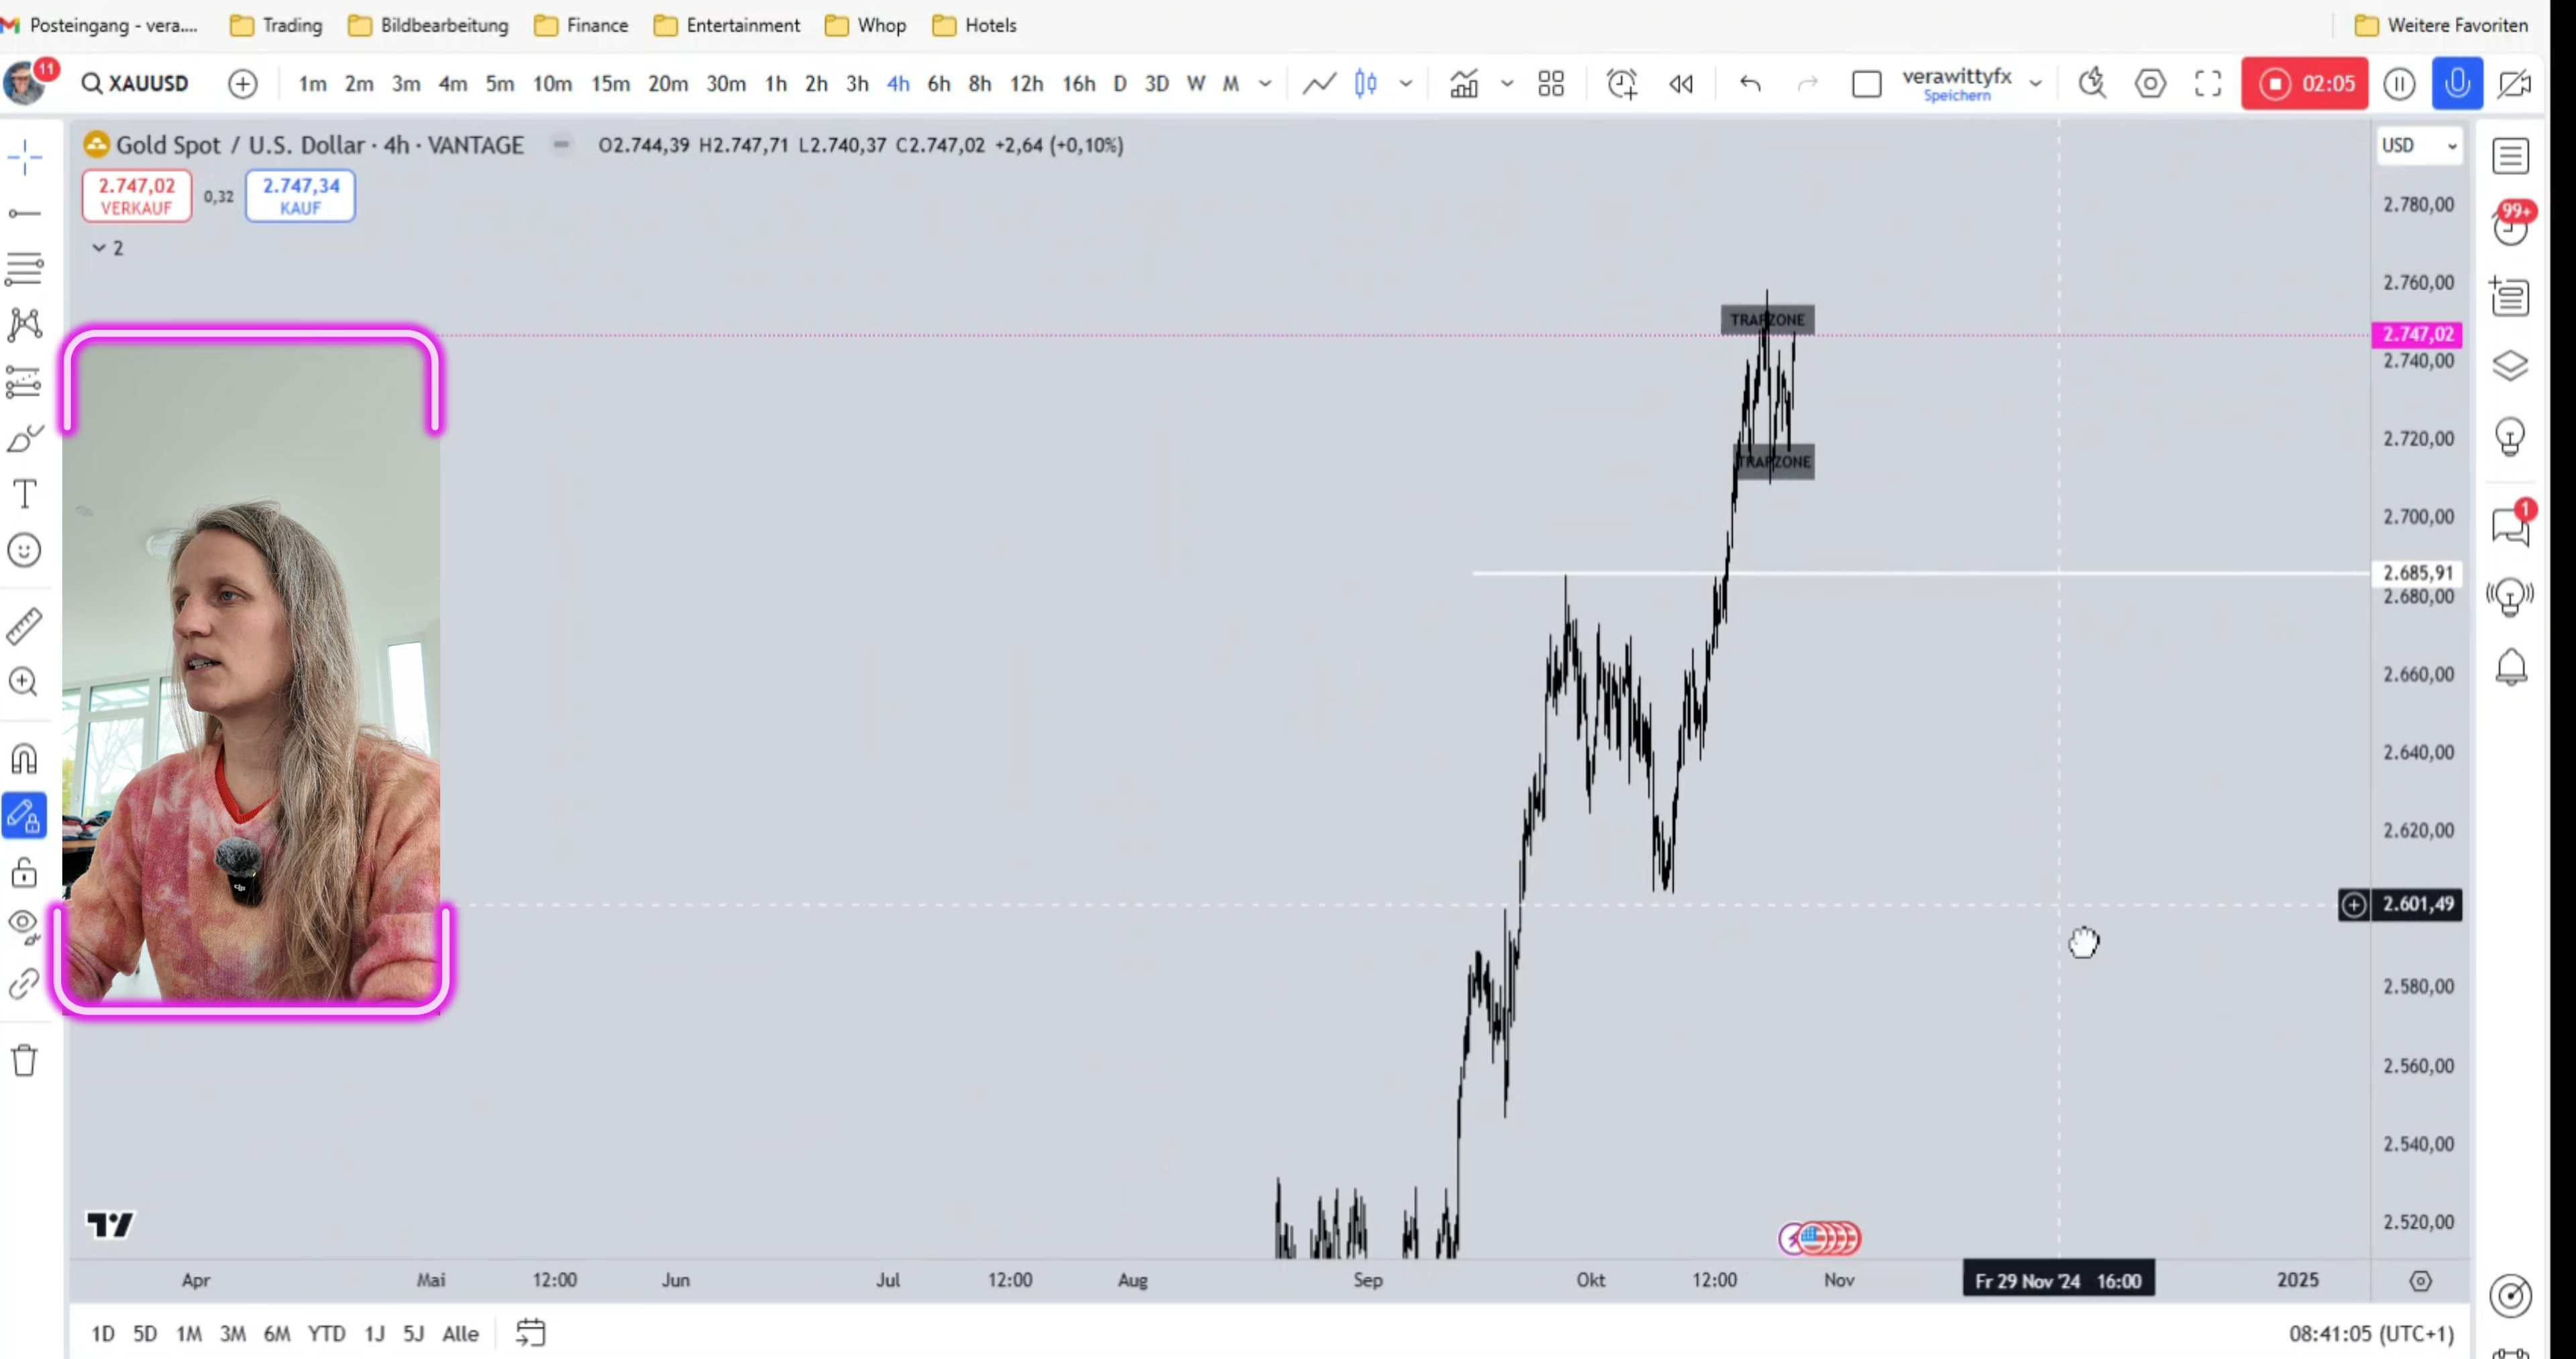 Posteingang - vera....
Trading
Bildbearbeitung
Finance
Entertainment
Whop
Hotels
Weitere Favoriten
11
XAUUSD
1m 2m 3m 4m 5m 10m 15m 20m 30m 1h 2h 3h 4h 6h 8h 12h 16h D 3D W M
verawittyfx
Speichern
02:05
Gold Spot / U.S. Dollar · 4h · VANTAGE
O2.744,39 H2.747,71 L2.740,37 C2.747,02 +2,64 (+0,10%)
USD
2.747,02
VERKAUF
0,32
2.747,34
KAUF
2
99+
1
2.780,00
2.760,00
TRAPZONE
2.747,02
2.740,00
2.720,00
TRAPZONE
2.700,00
2.685,91
2.680,00
2.660,00
2.640,00
2.620,00
2.601,49
2.580,00
2.560,00
2.540,00
2.520,00
Apr Mai 12:00 Jun Jul 12:00 Aug Sep Okt 12:00 Nov Fr 29 Nov '24 16:00 2025
1D 5D 1M 3M 6M YTD 1J 5J Alle
08:41:05 (UTC+1)